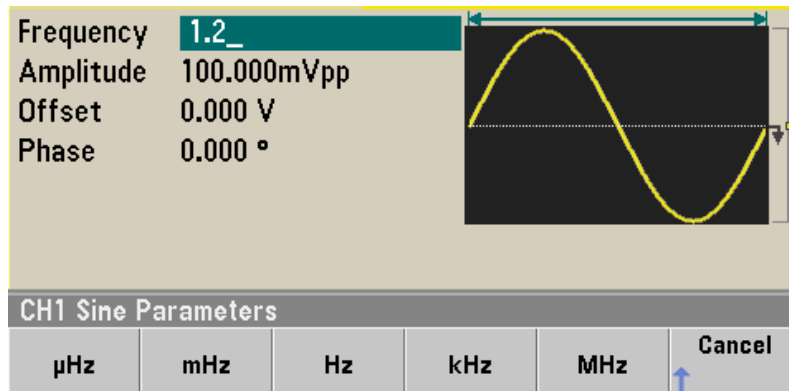 Frequency 1.2_
Amplitude 100.000mVpp
Offset 0.000 V
Phase 0.000 °
CH1 Sine Parameters
µHz mHz Hz kHz MHz Cancel